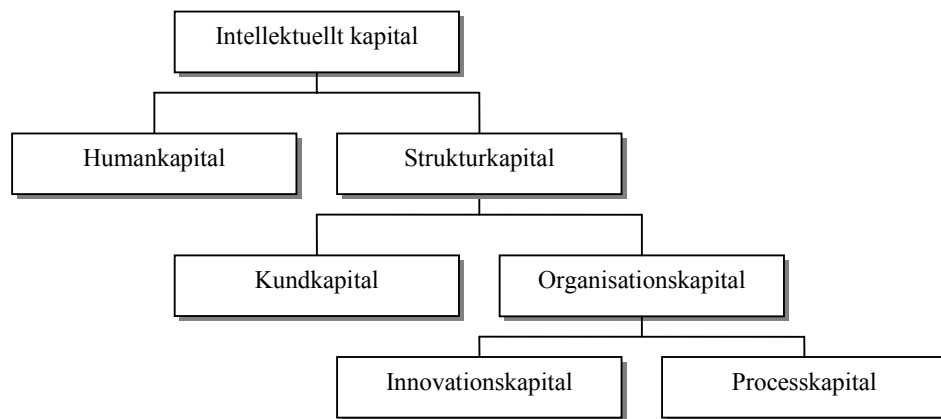 Intellektuellt kapital
Humankapital
Strukturkapital
Kundkapital
Organisationskapital
Innovationskapital
Processkapital